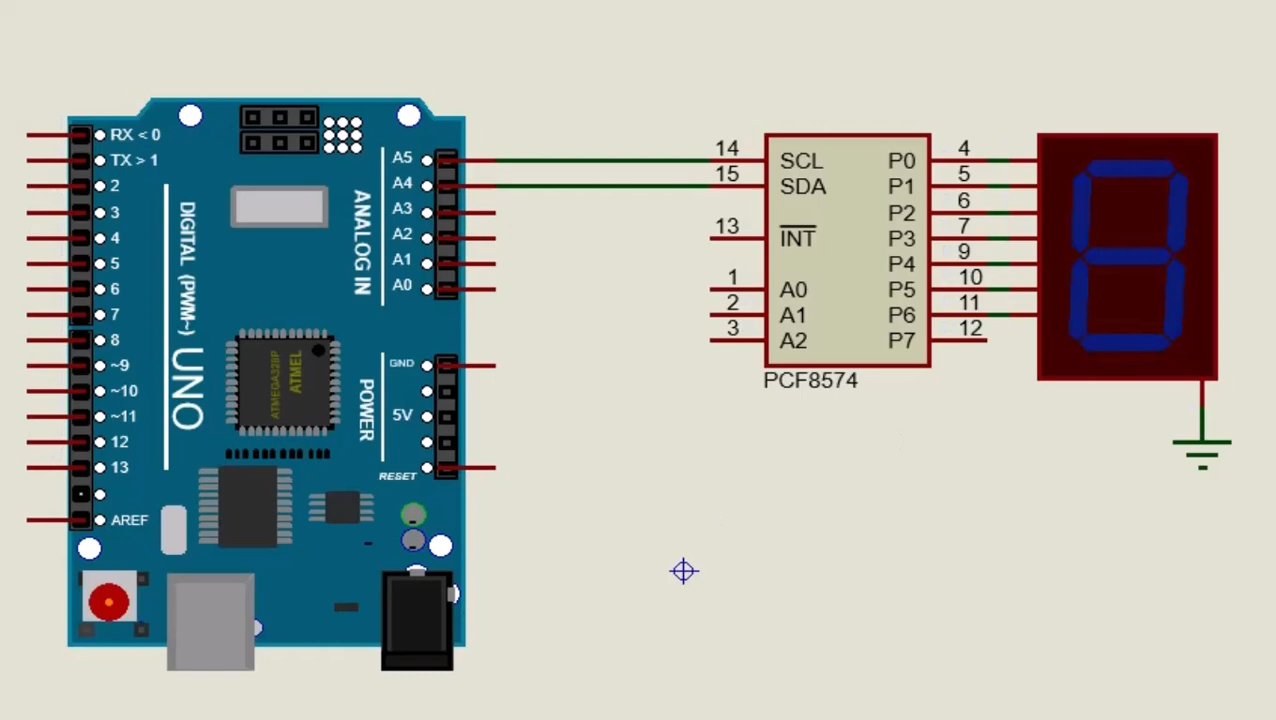 RX < 0
TX > 1
2
3
4
5
6
7
8
~9
~10
~11
12
13
AREF
DIGITAL (PWM~)
UNO
ATMEGA328P
ATMEL
ANALOG IN
A5
A4
A3
A2
A1
A0
POWER
GND
5V
RESET
14
15
13
1
2
3
SCL
SDA
INT
A0
A1
A2
P0
P1
P2
P3
P4
P5
P6
P7
4
5
6
7
9
10
11
12
PCF8574
8